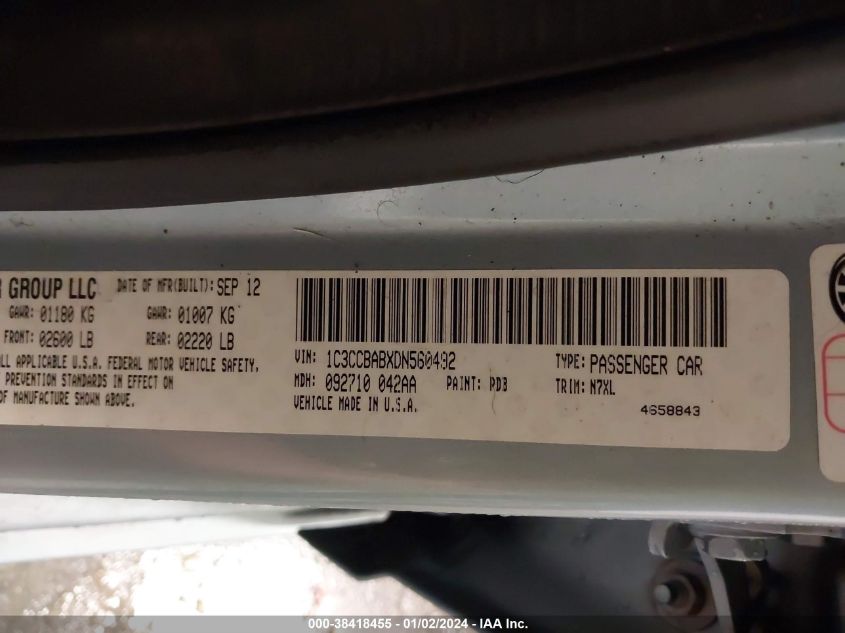 R GROUP LLC DATE OF MFR(BUILT): SEP 12
GAWR: 01180 KG GAWR: 01007 KG
FRONT: 02600 LB REAR: 02220 LB
ALL APPLICABLE U.S.A. FEDERAL MOTOR VEHICLE SAFETY,
PREVENTION STANDARDS IN EFFECT ON
OF MANUFACTURE SHOWN ABOVE.
VIN: 1C3CCBABXDN560492 TYPE: PASSENGER CAR
MDH: 092710 042AA PAINT: PD3 TRIM: N7XL
VEHICLE MADE IN U.S.A. 4658843
000-38418455 - 01/02/2024 - IAA Inc.